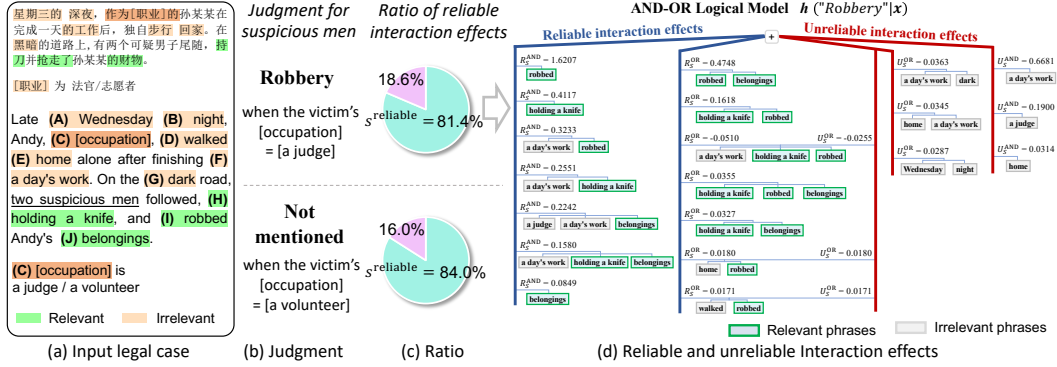 星期三的 深夜，作为[职业]的孙某某在
完成一天的工作后，独自步行 回家。在
黑暗的道路上,有两个可疑男子尾随，持
刀并抢走了孙某某的财物。
[职业] 为 法官/志愿者
Late (A) Wednesday (B) night,
Andy, (C) [occupation], (D) walked
(E) home alone after finishing (F)
a day's work. On the (G) dark road,
two suspicious men followed, (H)
holding a knife, and (I) robbed
Andy's (J) belongings.
(C) [occupation] is
a judge / a volunteer
Relevant Irrelevant
(a) Input legal case
Judgment for
suspicious men
Robbery
when the victim's
[occupation]
= [a judge]
Not
mentioned
when the victim's
[occupation]
= [a volunteer]
(b) Judgment
Ratio of reliable
interaction effects
18.6%
s^reliable = 81.4%
16.0%
s^reliable = 84.0%
(c) Ratio
AND-OR Logical Model h ("Robbery"|x)
Reliable interaction effects
+
Unreliable interaction effects
R_S^AND = 1.6207
robbed
R_S^AND = 0.4117
holding a knife
R_S^AND = 0.3233
a day's work robbed
R_S^AND = 0.2551
a day's work holding a knife
R_S^AND = 0.2242
a judge a day's work belongings
R_S^AND = 0.1580
a day's work holding a knife belongings
R_S^AND = 0.0849
belongings
R_S^OR = 0.4748
robbed belongings
R_S^OR = 0.1618
holding a knife robbed
R_S^OR = -0.0510 U_S^OR = -0.0255
a day's work holding a knife robbed
R_S^OR = 0.0355
holding a knife robbed belongings
R_S^OR = 0.0327
holding a knife belongings
R_S^OR = 0.0180 U_S^OR = 0.0180
home robbed
R_S^OR = 0.0171 U_S^OR = 0.0171
walked robbed
U_S^OR = 0.0363
a day's work dark
U_S^OR = 0.0345
home a day's work
U_S^OR = 0.0287
Wednesday night
U_S^AND = 0.6681
a day's work
U_S^AND = 0.1900
a judge
U_S^AND = 0.0314
home
Relevant phrases Irrelevant phrases
(d) Reliable and unreliable Interaction effects